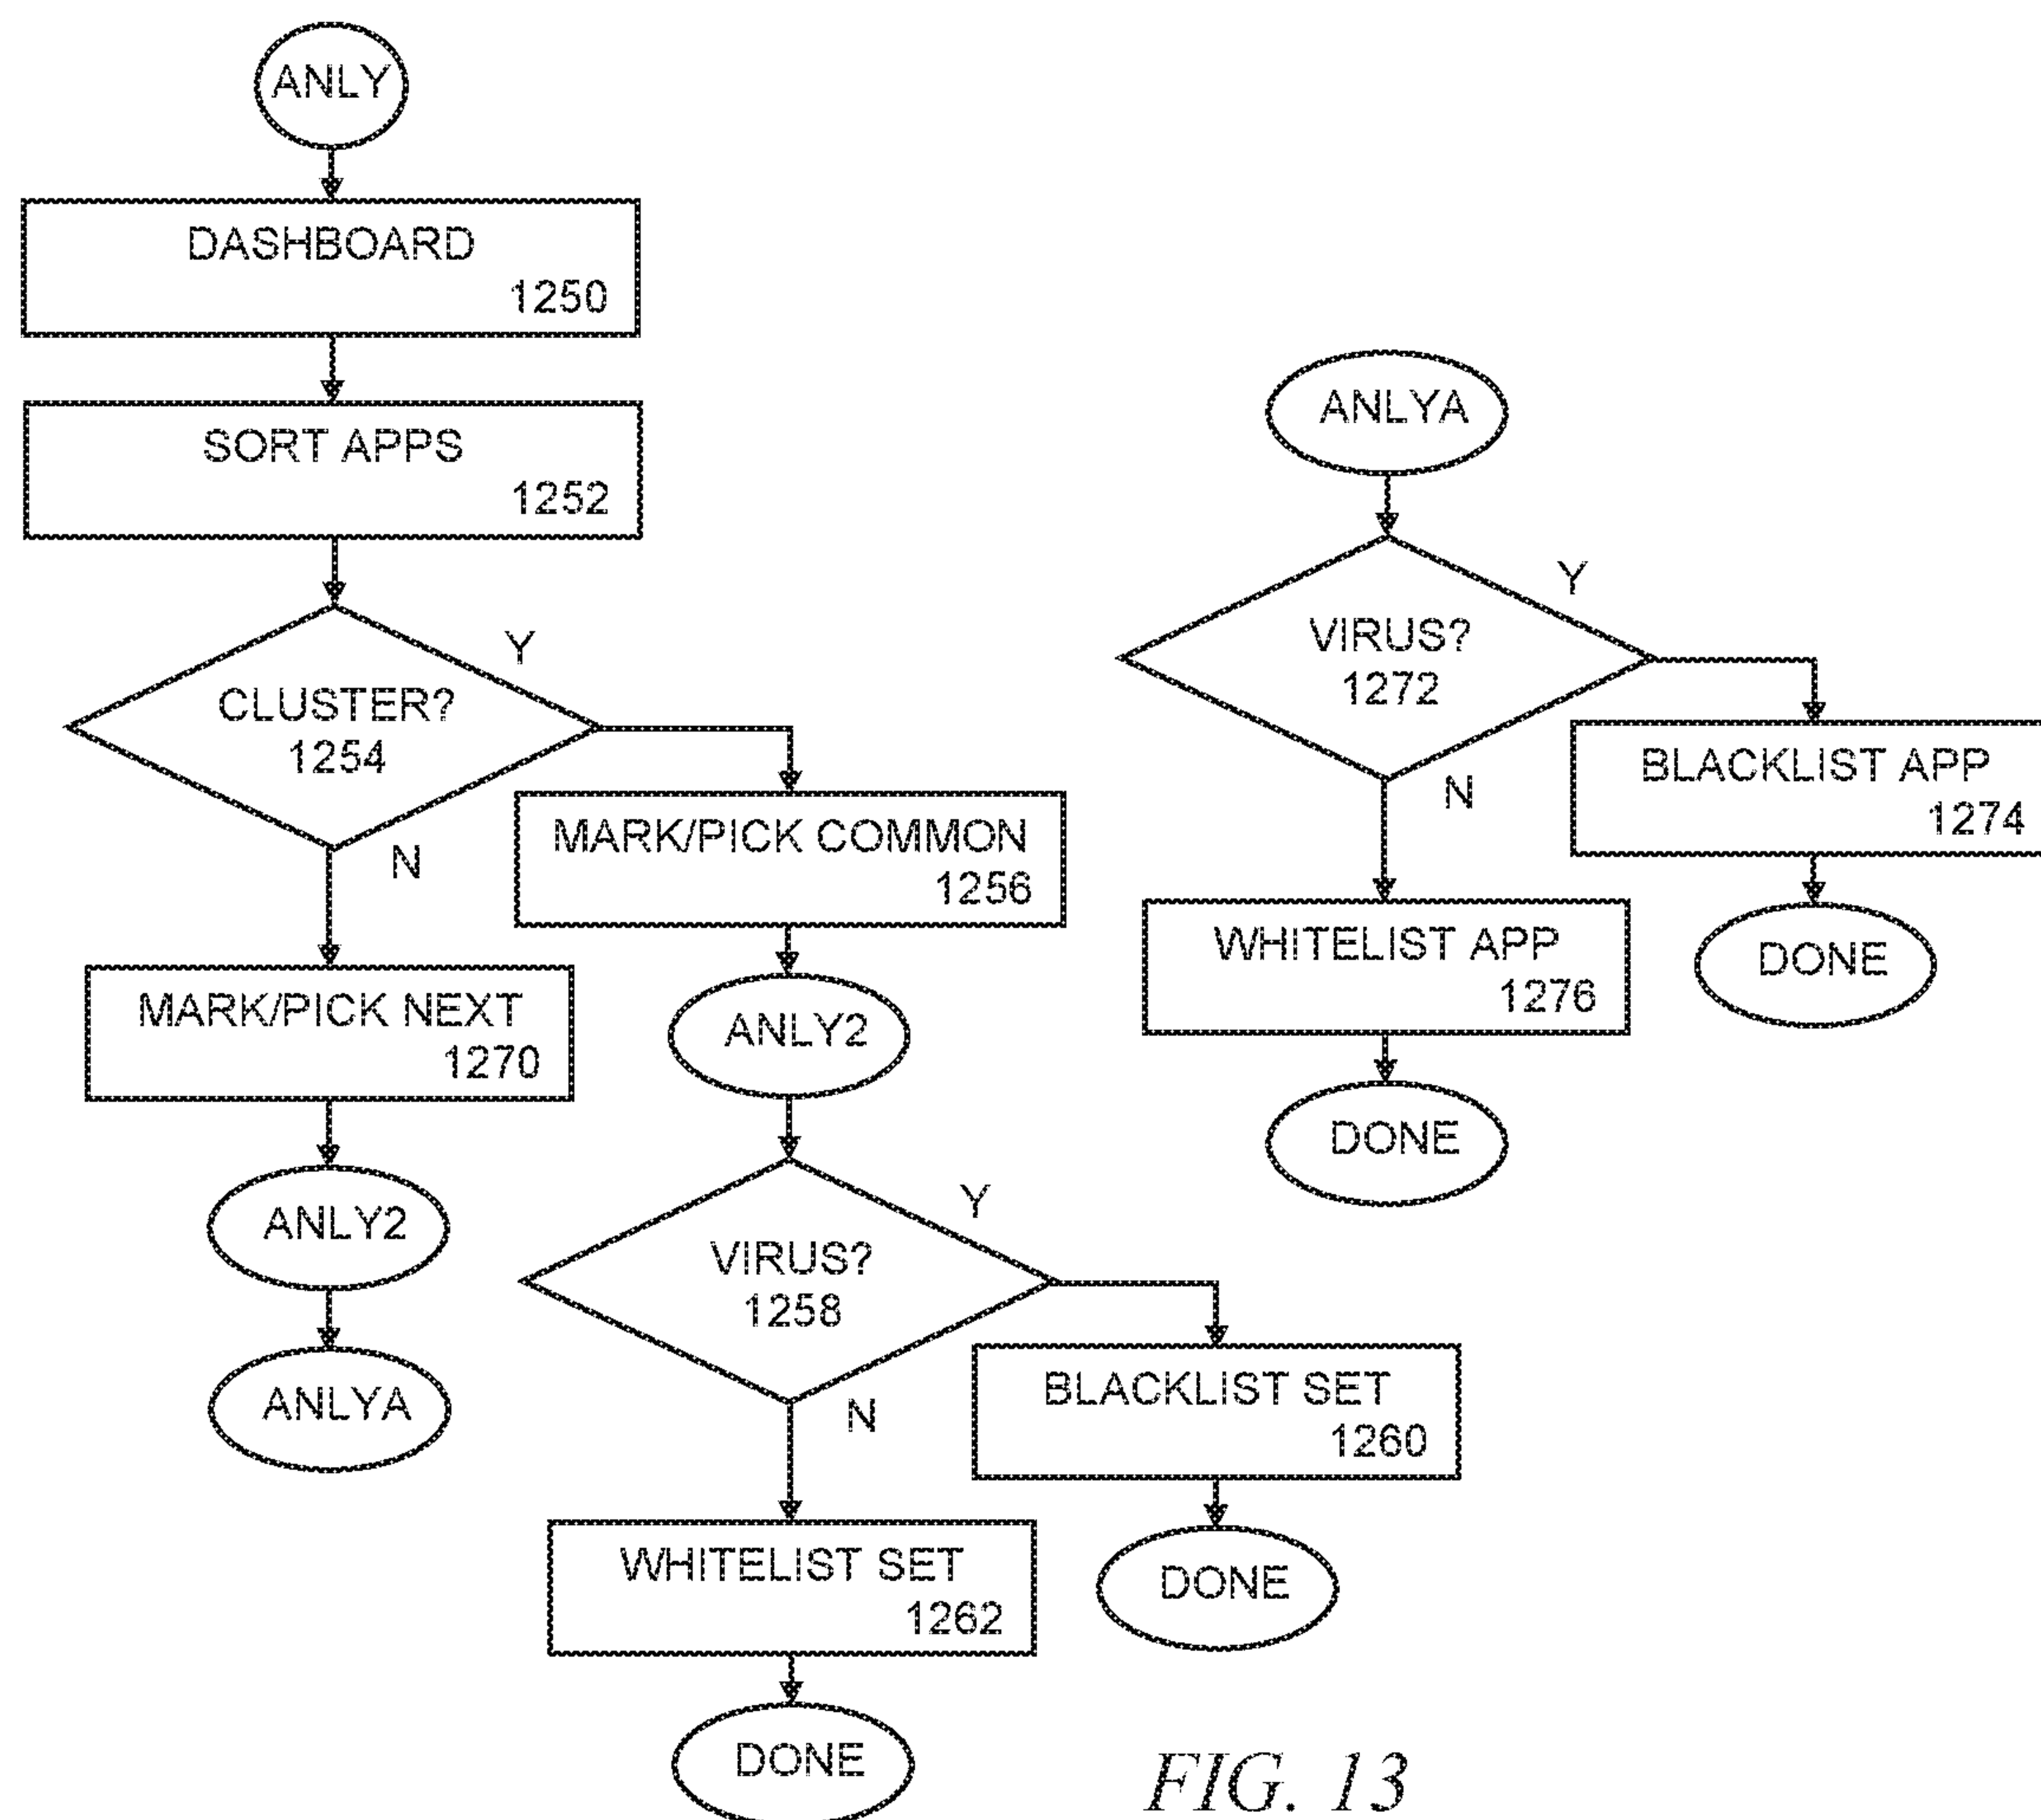 ANLY
DASHBOARD
1250
SORT APPS
1252
CLUSTER?
1254
Y
N
MARK/PICK COMMON
1256
MARK/PICK NEXT
1270
ANLY2
ANLYA
ANLY2
VIRUS?
1258
Y
N
BLACKLIST SET
1260
DONE
WHITELIST SET
1262
DONE
ANLYA
VIRUS?
1272
Y
N
BLACKLIST APP
1274
DONE
WHITELIST APP
1276
DONE
FIG. 13